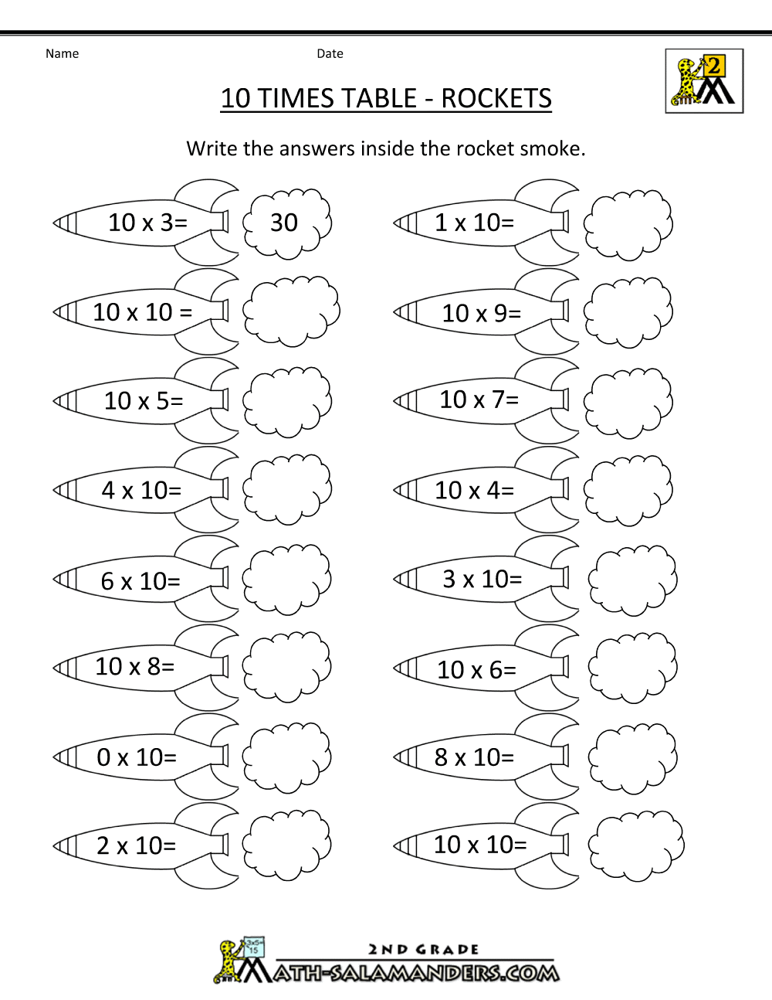 Name Date
2
10 TIMES TABLE - ROCKETS
Write the answers inside the rocket smoke.
10 x 3= 30 1 x 10=
10 x 10 = 10 x 9=
10 x 5= 10 x 7=
4 x 10= 10 x 4=
6 x 10= 3 x 10=
10 x 8= 10 x 6=
0 x 10= 8 x 10=
2 x 10= 10 x 10=
3x5=
15
2ND GRADE
MATH-SALAMANDERS.COM